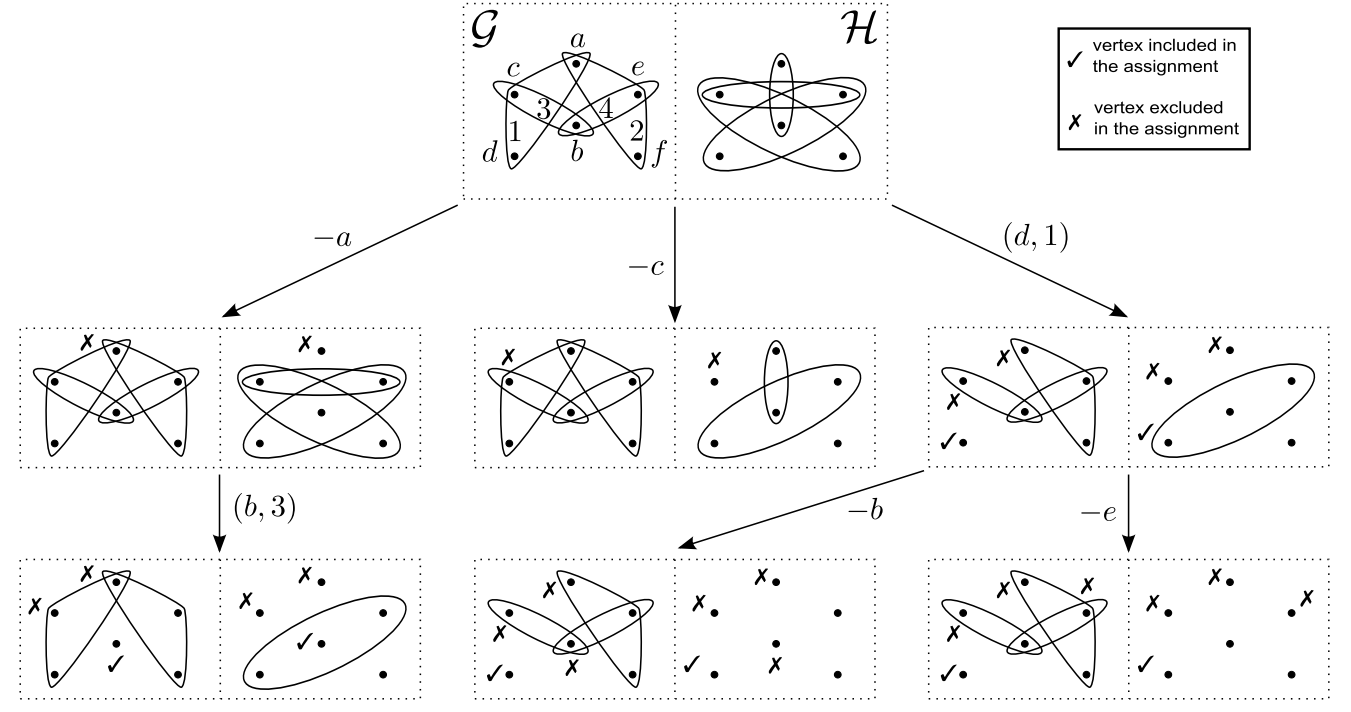 𝒢
ℋ
a
c
e
3
4
1
2
d
b
f
✓ vertex included in
the assignment
✗ vertex excluded
in the assignment
−a
−c
(d, 1)
✗
✗
✗
✗
✗
✗
✗
✗
✗
✓
✓
(b, 3)
−b
−e
✗
✗
✗
✗
✗
✗
✗
✗
✗
✗
✗
✗
✗
✗
✓
✓
✗
✗
✓
✓
✓
✓